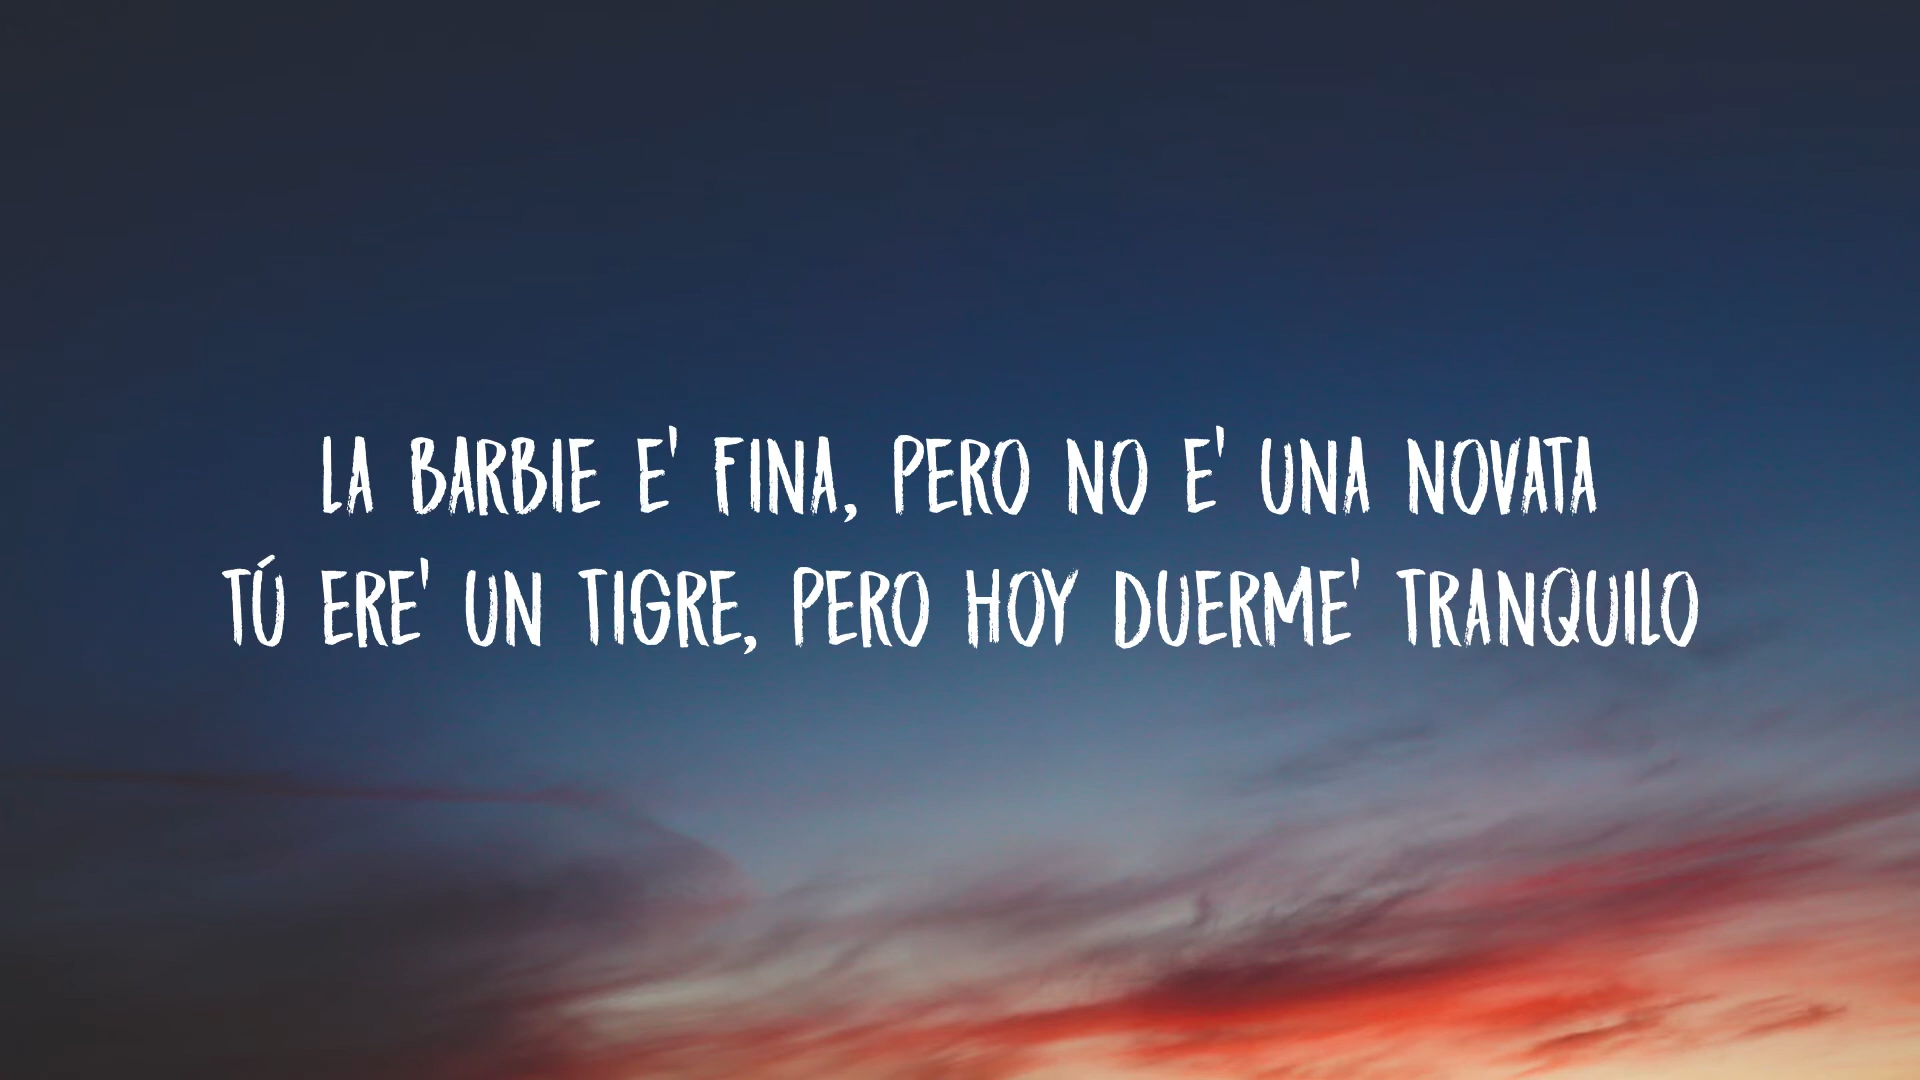 LA BARBIE E' FINA, PERO NO E' UNA NOVATA
TÚ ERE' UN TIGRE, PERO HOY DUERME' TRANQUILO